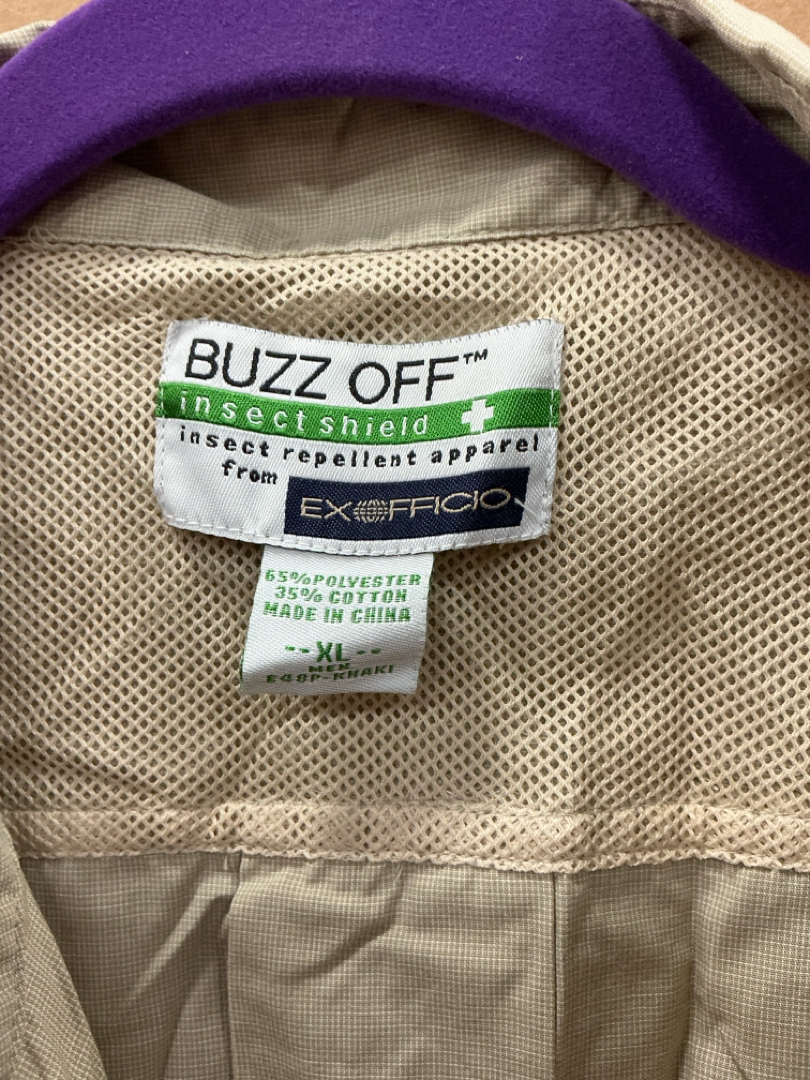 BUZZ OFF™
insect shield
insect repellent apparel
from
EXOFFICIO
65% POLYESTER
35% COTTON
MADE IN CHINA
--XL--
MEN
E48P-KHAKI